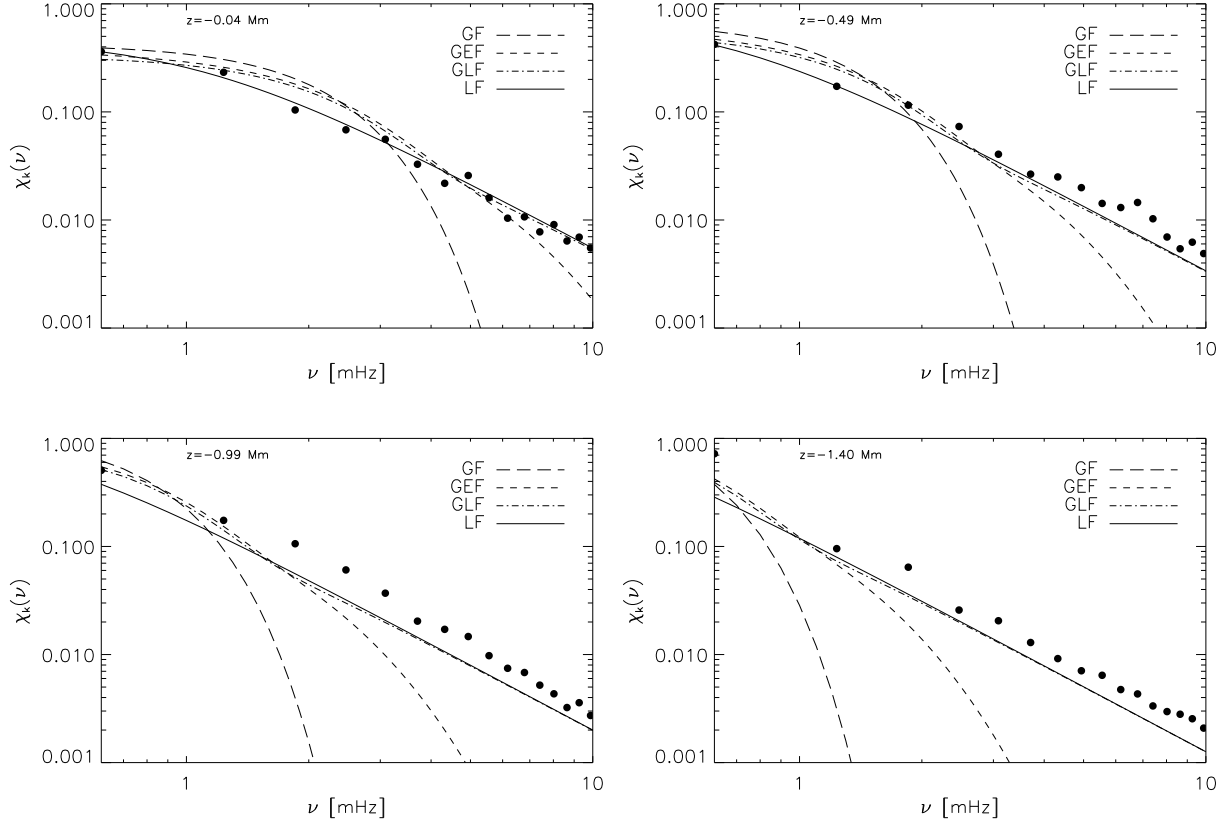 z=−0.04 Mm
GF
GEF
GLF
LF
1.000
0.100
0.010
0.001
χk(ν)
1
10
ν [mHz]
z=−0.49 Mm
GF
GEF
GLF
LF
1.000
0.100
0.010
0.001
χk(ν)
1
10
ν [mHz]
z=−0.99 Mm
GF
GEF
GLF
LF
1.000
0.100
0.010
0.001
χk(ν)
1
10
ν [mHz]
z=−1.40 Mm
GF
GEF
GLF
LF
1.000
0.100
0.010
0.001
χk(ν)
1
10
ν [mHz]